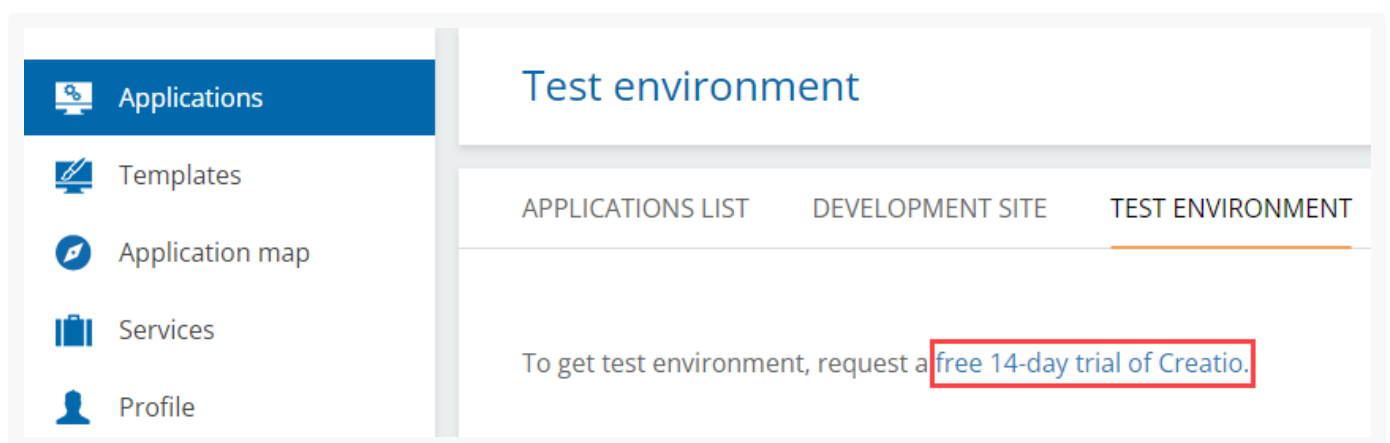 Applications
Templates
Application map
Services
Profile
Test environment
APPLICATIONS LIST DEVELOPMENT SITE TEST ENVIRONMENT
To get test environment, request a free 14-day trial of Creatio.